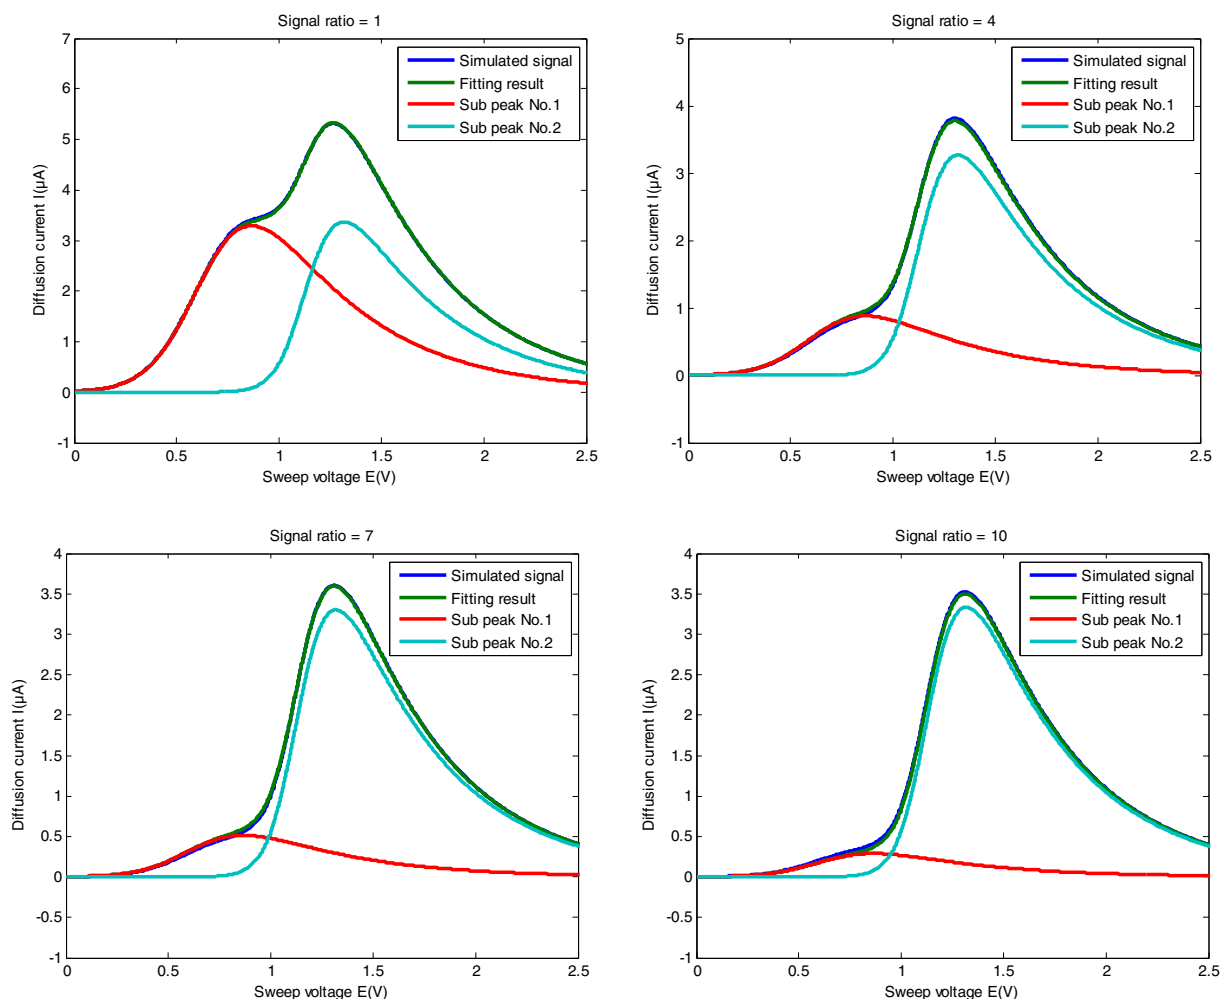 Signal ratio = 1
7
6
5
4
3
2
1
0
-1
Diffusion current I(µA)
Simulated signal
Fitting result
Sub peak No.1
Sub peak No.2
0
0.5
1
1.5
2
2.5
Sweep voltage E(V)
Signal ratio = 4
5
4
3
2
1
0
-1
Diffusion current I(µA)
Simulated signal
Fitting result
Sub peak No.1
Sub peak No.2
0
0.5
1
1.5
2
2.5
Sweep voltage E(V)
Signal ratio = 7
4
3.5
3
2.5
2
1.5
1
0.5
0
-0.5
-1
Diffusion current I(µA)
Simulated signal
Fitting result
Sub peak No.1
Sub peak No.2
0
0.5
1
1.5
2
2.5
Sweep voltage E(V)
Signal ratio = 10
4
3.5
3
2.5
2
1.5
1
0.5
0
-0.5
-1
Diffusion current I(µA)
Simulated signal
Fitting result
Sub peak No.1
Sub peak No.2
0
0.5
1
1.5
2
2.5
Sweep voltage E(V)